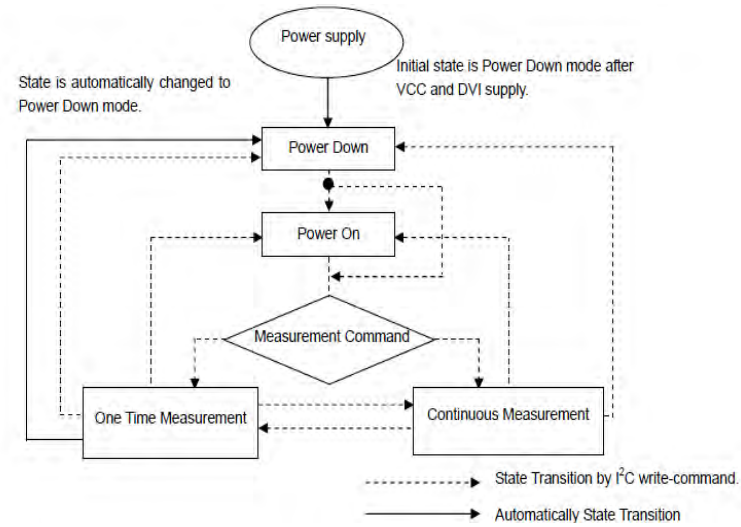 Power supply
State is automatically changed to
Power Down mode.
Initial state is Power Down mode after
VCC and DVI supply.
Power Down
Power On
Measurement Command
One Time Measurement
Continuous Measurement
State Transition by I²C write-command.
Automatically State Transition